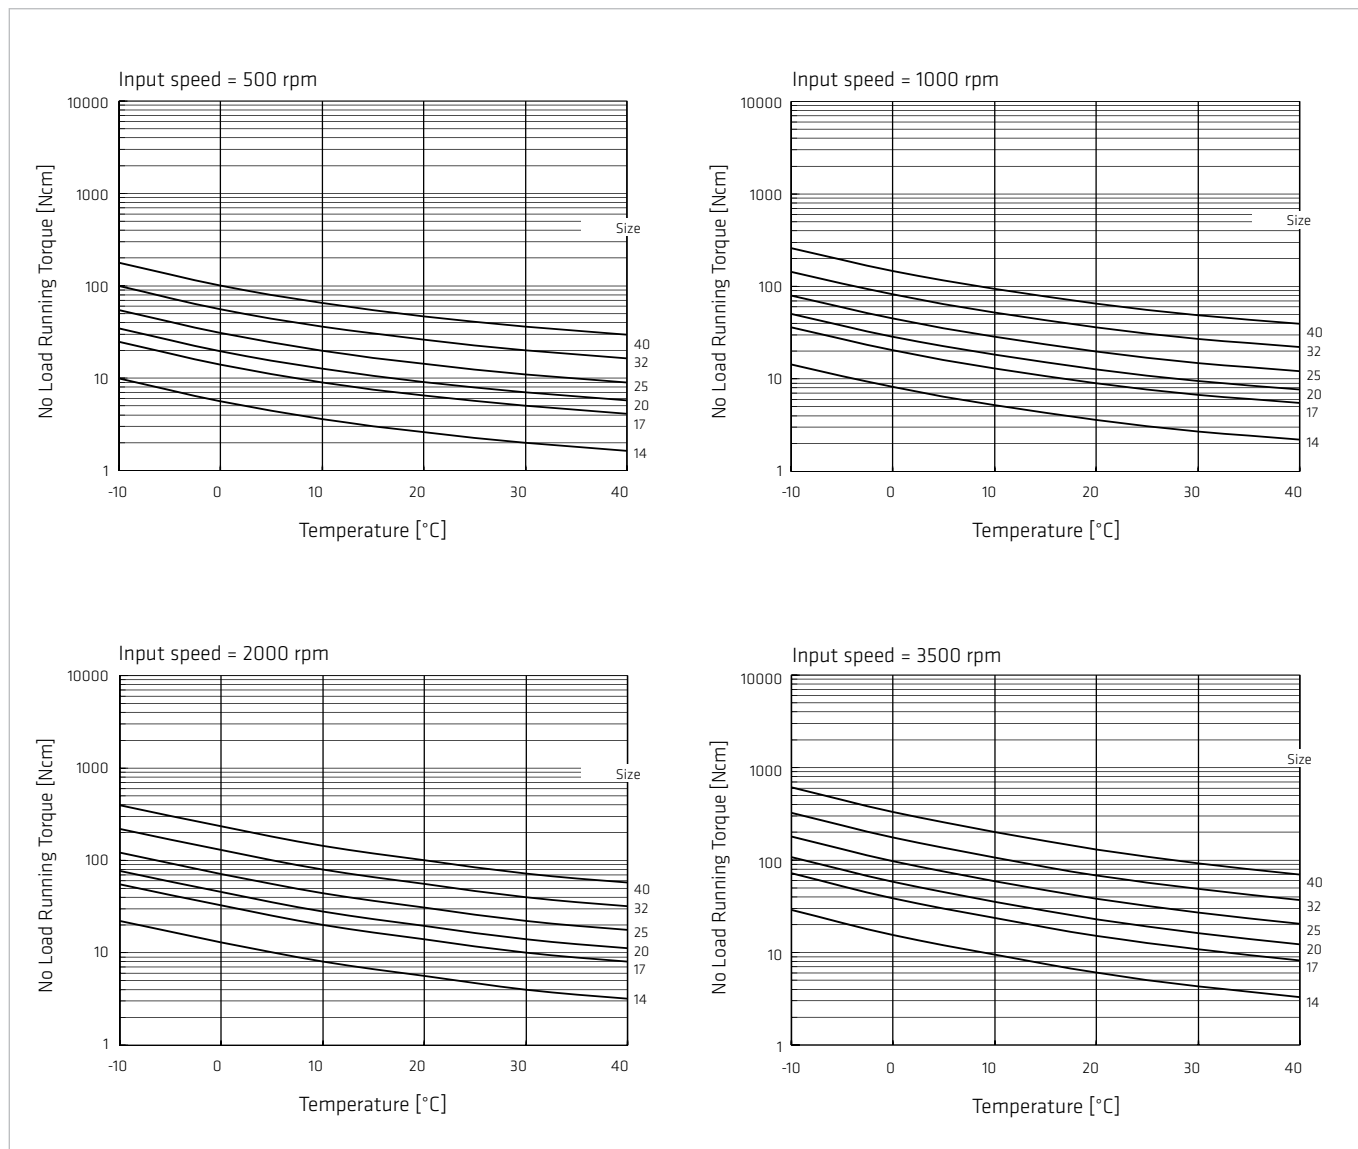 Input speed = 500 rpm
10000
1000
100
10
1
No Load Running Torque [Ncm]
Size
40
32
25
20
17
14
-10 0 10 20 30 40
Temperature [°C]
Input speed = 1000 rpm
10000
1000
100
10
1
No Load Running Torque [Ncm]
Size
40
32
25
20
17
14
-10 0 10 20 30 40
Temperature [°C]
Input speed = 2000 rpm
10000
1000
100
10
1
No Load Running Torque [Ncm]
Size
40
32
25
20
17
14
-10 0 10 20 30 40
Temperature [°C]
Input speed = 3500 rpm
10000
1000
100
10
1
No Load Running Torque [Ncm]
Size
40
32
25
20
17
14
-10 0 10 20 30 40
Temperature [°C]